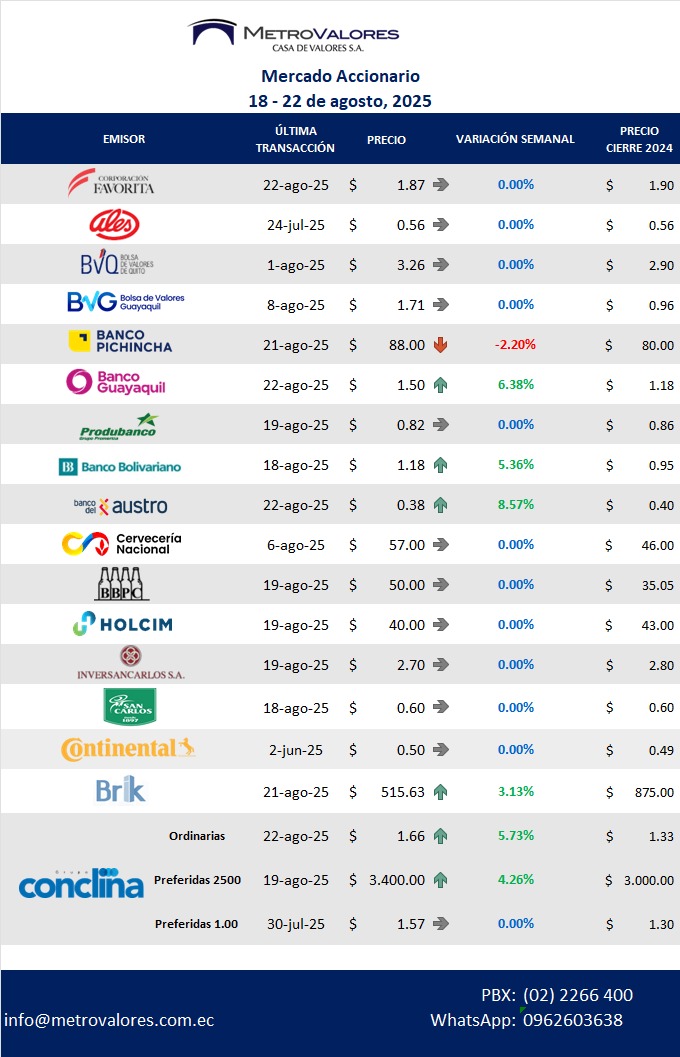 METROVALORES
CASA DE VALORES S.A.
Mercado Accionario
18 - 22 de agosto, 2025
EMISOR ÚLTIMA TRANSACCIÓN PRECIO VARIACIÓN SEMANAL PRECIO CIERRE 2024
CORPORACIÓN FAVORITA 22-ago-25 $ 1.87 0.00% $ 1.90
ales 24-jul-25 $ 0.56 0.00% $ 0.56
BVQ BOLSA DE VALORES DE QUITO 1-ago-25 $ 3.26 0.00% $ 2.90
BVG Bolsa de Valores Guayaquil 8-ago-25 $ 1.71 0.00% $ 0.96
BANCO PICHINCHA 21-ago-25 $ 88.00 -2.20% $ 80.00
Banco Guayaquil 22-ago-25 $ 1.50 6.38% $ 1.18
Produbanco Grupo Promerica 19-ago-25 $ 0.82 0.00% $ 0.86
Banco Bolivariano 18-ago-25 $ 1.18 5.36% $ 0.95
banco del austro 22-ago-25 $ 0.38 8.57% $ 0.40
Cervecería Nacional 6-ago-25 $ 57.00 0.00% $ 46.00
BBPC 19-ago-25 $ 50.00 0.00% $ 35.05
HOLCIM 19-ago-25 $ 40.00 0.00% $ 43.00
INVERSANCARLOS S.A. 19-ago-25 $ 2.70 0.00% $ 2.80
SAN CARLOS 1897 18-ago-25 $ 0.60 0.00% $ 0.60
Continental 2-jun-25 $ 0.50 0.00% $ 0.49
Brik 21-ago-25 $ 515.63 3.13% $ 875.00
Ordinarias 22-ago-25 $ 1.66 5.73% $ 1.33
Grupo conclina Preferidas 2500 19-ago-25 $ 3.400.00 4.26% $ 3.000.00
Preferidas 1.00 30-jul-25 $ 1.57 0.00% $ 1.30
PBX: (02) 2266 400
info@metrovalores.com.ec WhatsApp: 0962603638